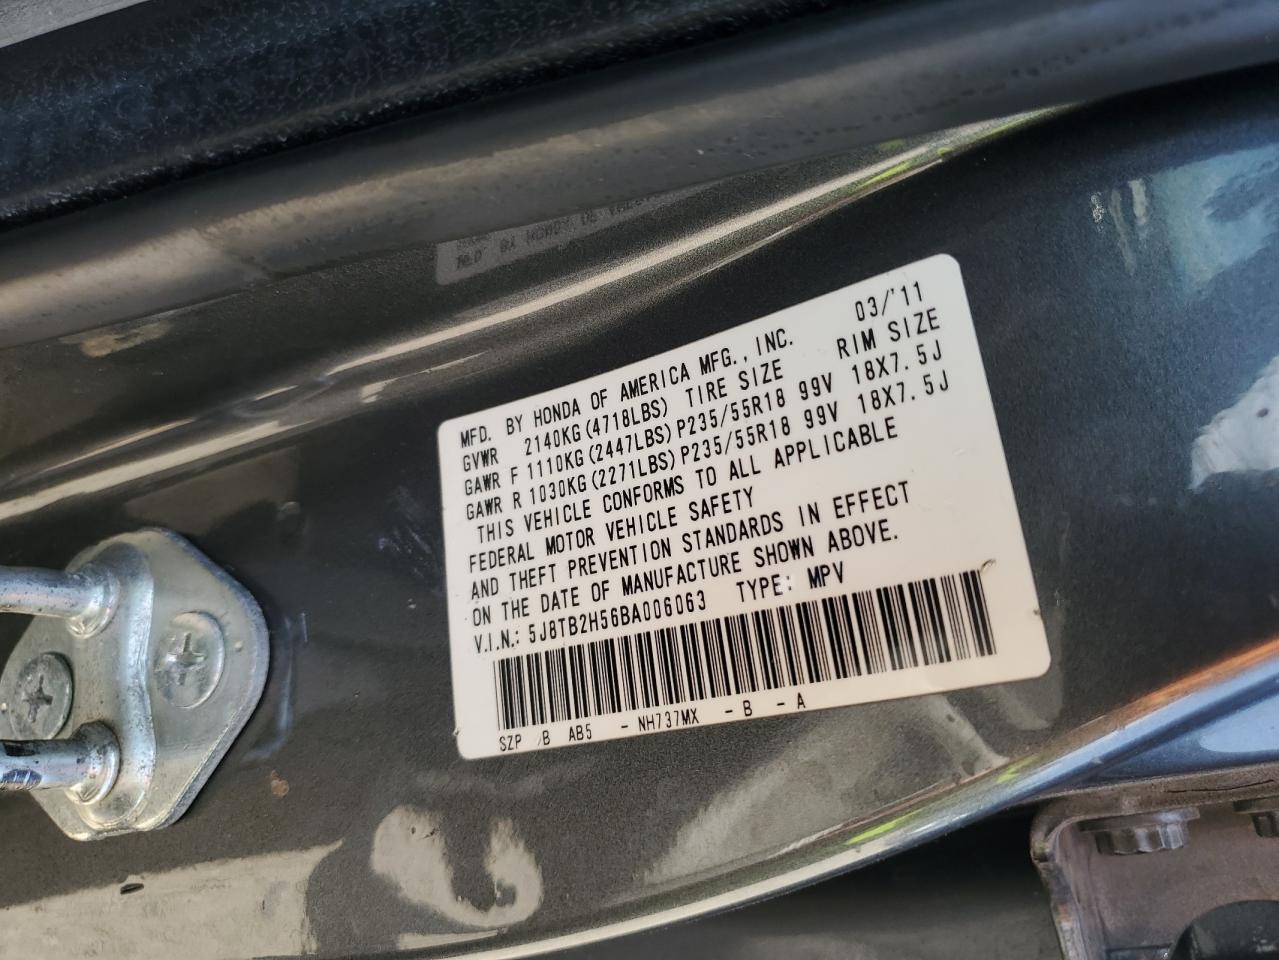 MFD. BY HONDA OF AMERICA MFG., INC. 03/'11
GVWR 2140KG(4718LBS) TIRE SIZE RIM SIZE
GAWR F 1110KG(2447LBS)P235/55R18 99V 18X7.5J
GAWR R 1030KG(2271LBS)P235/55R18 99V 18X7.5J
THIS VEHICLE CONFORMS TO ALL APPLICABLE
FEDERAL MOTOR VEHICLE SAFETY
AND THEFT PREVENTION STANDARDS IN EFFECT
ON THE DATE OF MANUFACTURE SHOWN ABOVE.
V.I.N.: 5J8TB2H56BA006063 TYPE: MPV
SZP /B AB5 - NH737MX - B - A